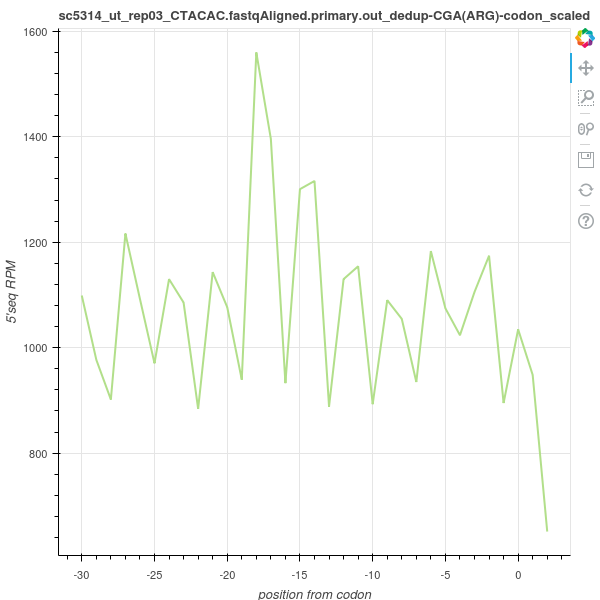 sc5314_ut_rep03_CTACAC.fastqAligned.primary.out_dedup-CGA(ARG)-codon_scaled
1600
1400
1200
1000
800
5'seq RPM
-30 -25 -20 -15 -10 -5 0
position from codon